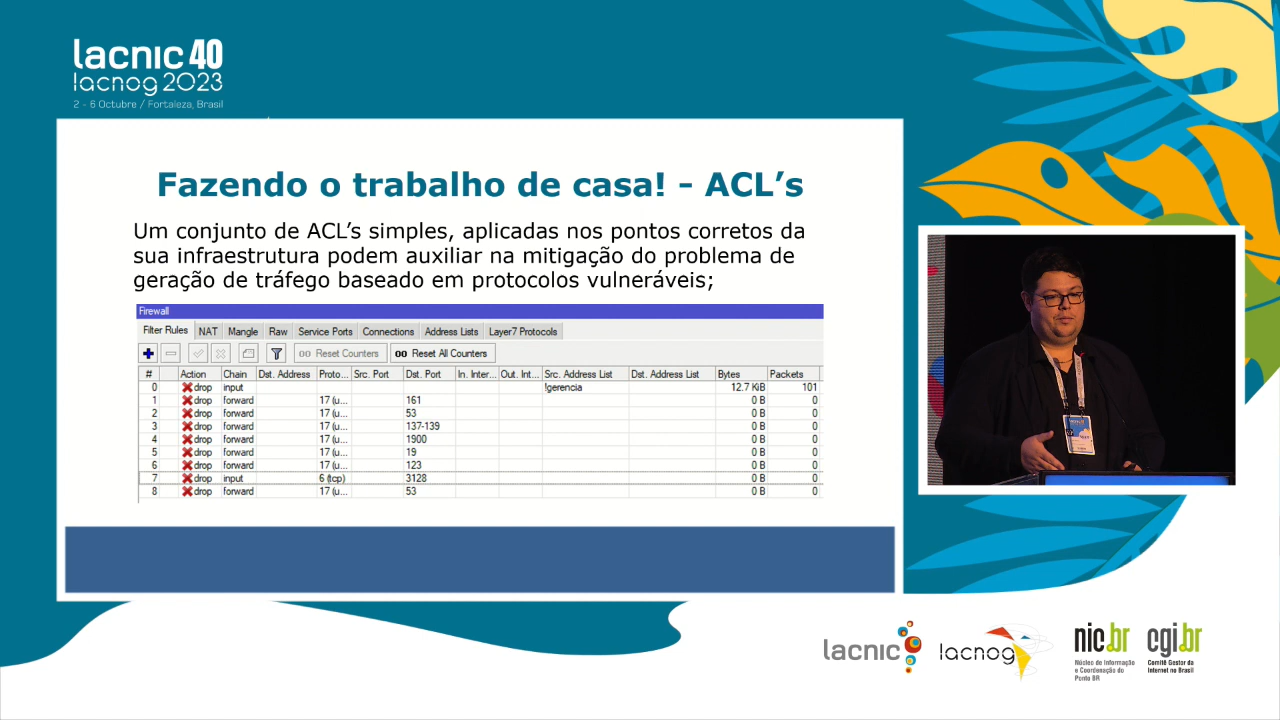 lacnic 40
lacnog 2023
2 - 6 Octubre / Fortaleza, Brasil
Fazendo o trabalho de casa! - ACL’s
Um conjunto de ACL’s simples, aplicadas nos pontos corretos da
sua infraestrutura podem auxiliar na mitigação do problema de
geração de tráfego baseado em protocolos vulneráveis;
Firewall
Filter Rules NAT Mangle Raw Service Ports Connections Address Lists Layer7 Protocols
00 Reset Counters 00 Reset All Counters
# Action Dst. Address Proto... Src. Port Dst. Port In. Inter... Out. Int... Src. Address List Dst. Address List Bytes Packets
0 drop input !gerencia 12.7 KiB 101
1 drop forward 17 (u... 161 0 B 0
2 drop forward 17 (u... 53 0 B 0
3 drop forward 17 (u... 137-139 0 B 0
4 drop forward 17 (u... 1900 0 B 0
5 drop forward 17 (u... 19 0 B 0
6 drop forward 17 (u... 123 0 B 0
7 drop input 6 (tcp) 3128 0 B 0
8 drop forward 17 (u... 53 0 B 0
lacnic
lacnog
nic.br
Núcleo de Informação
e Coordenação do
Ponto BR
cgi.br
Comitê Gestor da
Internet no Brasil